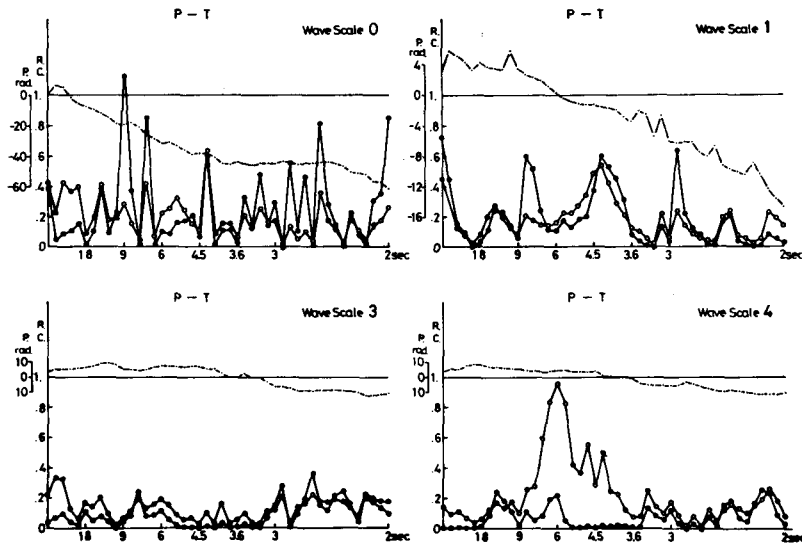 P — T
Wave Scale 0
R.
P. C.
rad.
0 1.
-20 .8
-40 .6
-60 .4
.2
0
18 9 6 4.5 3.6 3 2sec
P — T
Wave Scale 1
R.
P. C.
rad.
4
0 1.
-4 .8
-8 .6
-12 .4
-16 .2
0
18 9 6 4.5 3.6 3 2sec
P — T
Wave Scale 3
R.
P. C.
rad.
10
0 1.
10
.8
.6
.4
.2
0
18 9 6 4.5 3.6 3 2sec
P — T
Wave Scale 4
R.
P. C.
rad.
10
0 1.
10
.8
.6
.4
.2
0
18 9 6 4.5 3.6 3 2sec